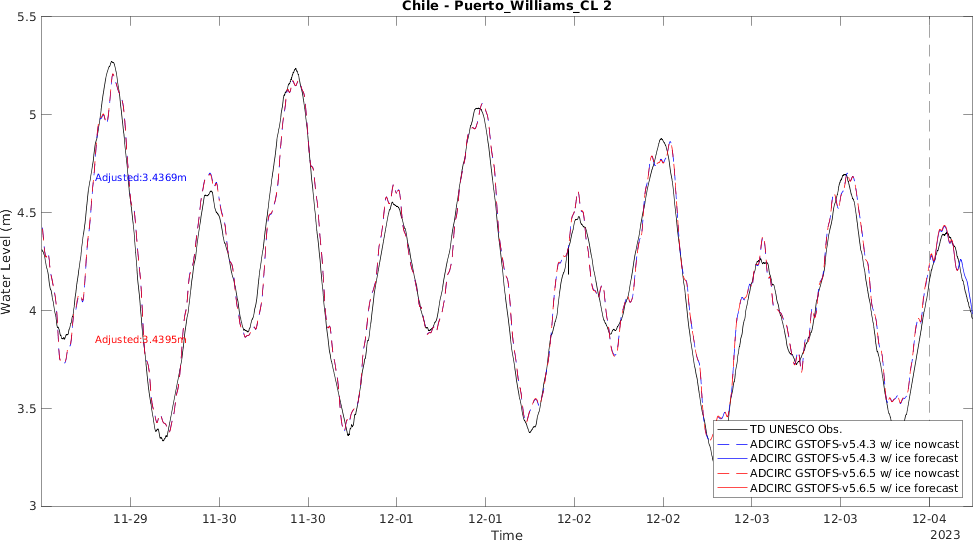 Chile - Puerto_Williams_CL 2
5.5
5
4.5
4
3.5
3
Water Level (m)
Adjusted:3.4369m
Adjusted:3.4395m
TD UNESCO Obs.
ADCIRC GSTOFS-v5.4.3 w/ ice nowcast
ADCIRC GSTOFS-v5.4.3 w/ ice forecast
ADCIRC GSTOFS-v5.6.5 w/ ice nowcast
ADCIRC GSTOFS-v5.6.5 w/ ice forecast
11-29 11-30 11-30 12-01 12-01 12-02 12-02 12-03 12-03 12-04
Time
2023